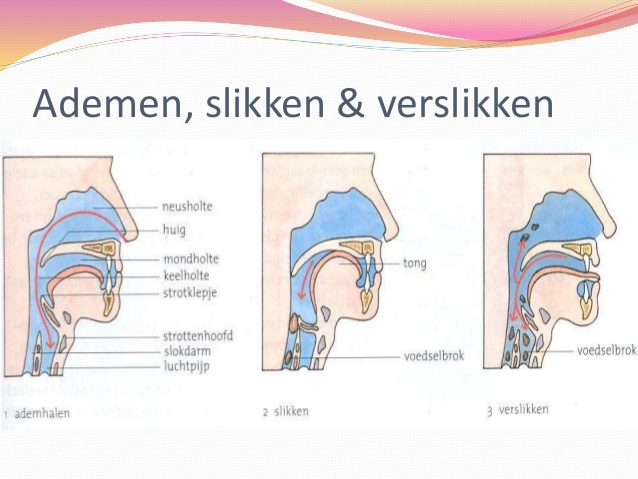 Ademen, slikken & verslikken
neusholte
huig
mondholte
keelholte
strotklepje
strottenhoofd
slokdarm
luchtpijp
1 ademhalen
tong
voedselbrok
2 slikken
voedselbrok
3 verslikken